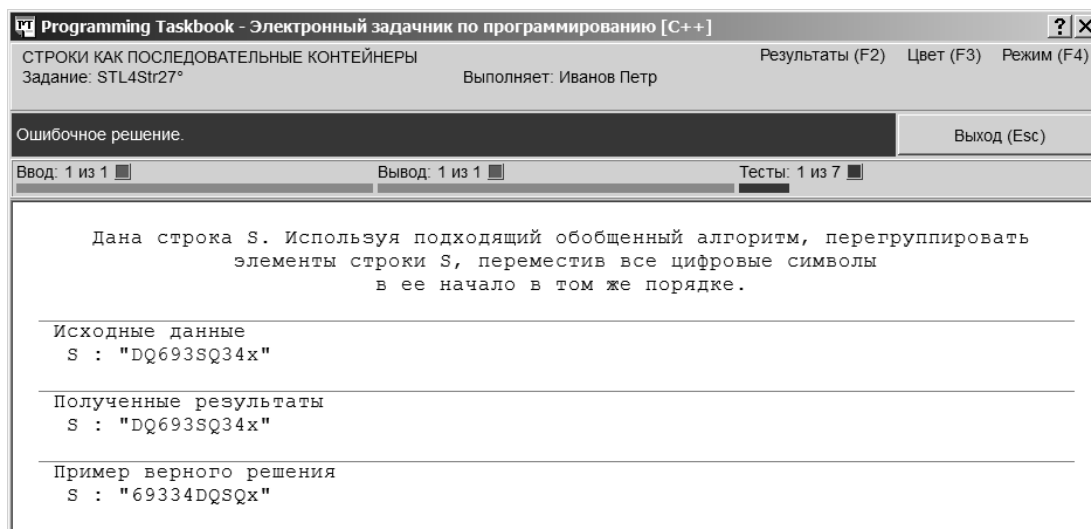 Programming Taskbook - Электронный задачник по программированию [C++]
СТРОКИ КАК ПОСЛЕДОВАТЕЛЬНЫЕ КОНТЕЙНЕРЫ Результаты (F2) Цвет (F3) Режим (F4)
Задание: STL4Str27° Выполняет: Иванов Петр
Ошибочное решение. Выход (Esc)
Ввод: 1 из 1 Вывод: 1 из 1 Тесты: 1 из 7
Дана строка S. Используя подходящий обобщенный алгоритм, перегруппировать
элементы строки S, переместив все цифровые символы
в ее начало в том же порядке.
Исходные данные
S : "DQ693SQ34x"
Полученные результаты
S : "DQ693SQ34x"
Пример верного решения
S : "69334DQSQx"